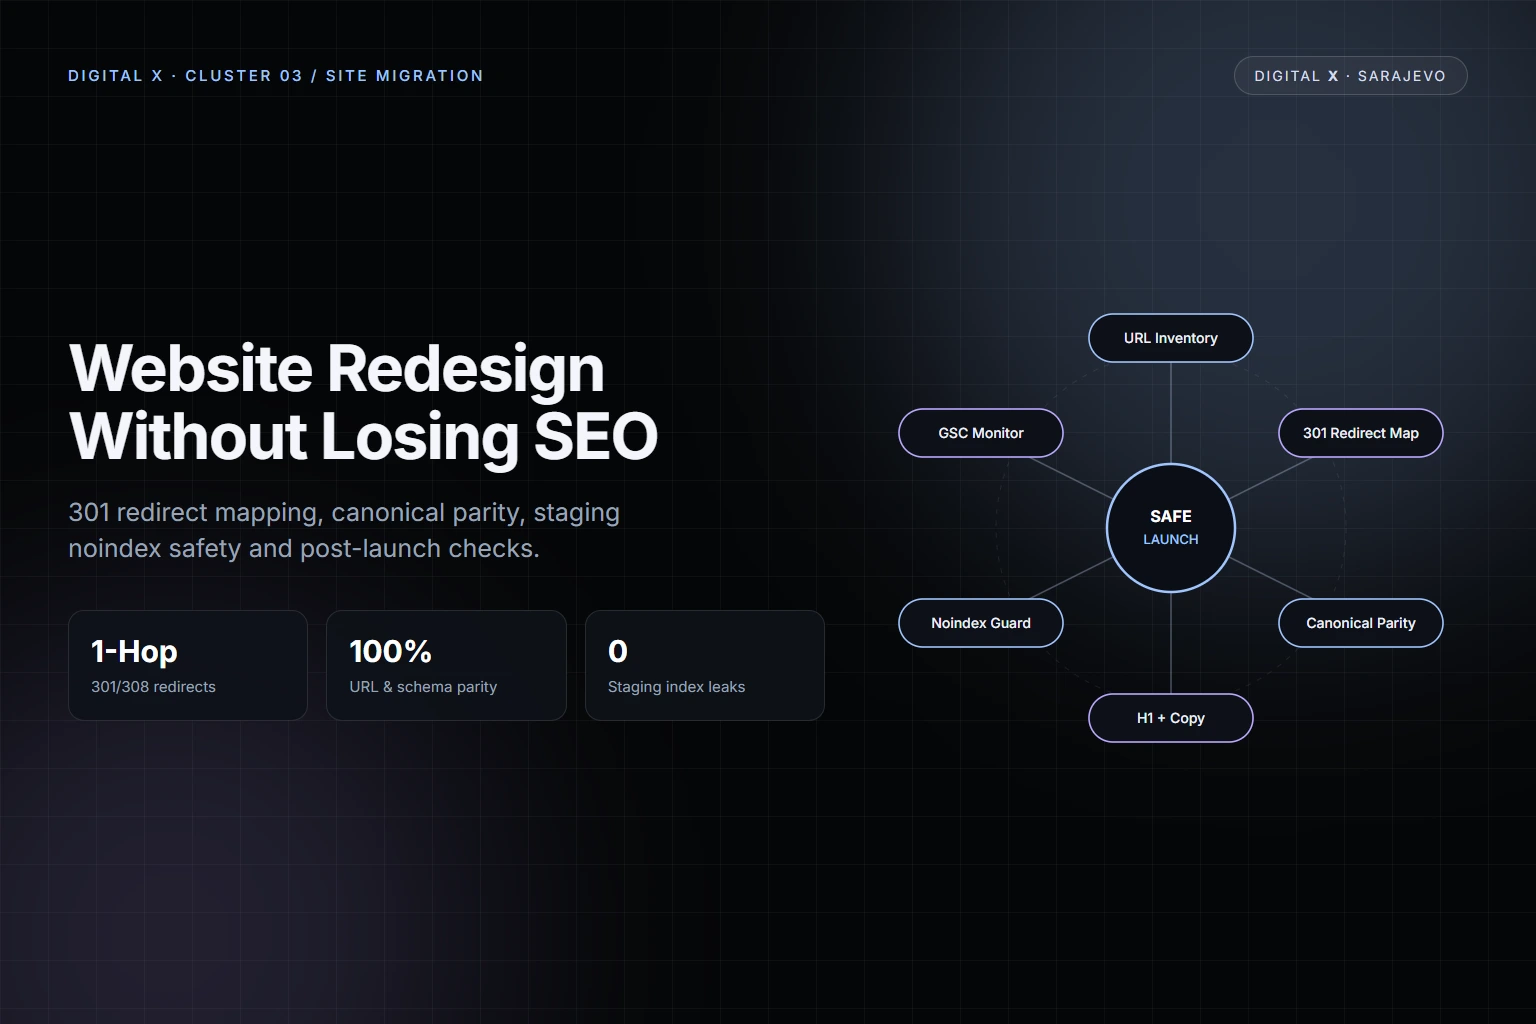 DIGITAL X · CLUSTER 03 / SITE MIGRATION
DIGITAL X · SARAJEVO
Website Redesign
Without Losing SEO
301 redirect mapping, canonical parity, staging
noindex safety and post-launch checks.
1-Hop
301/308 redirects
100%
URL & schema parity
0
Staging index leaks
URL Inventory
GSC Monitor
301 Redirect Map
SAFE
LAUNCH
Noindex Guard
Canonical Parity
H1 + Copy